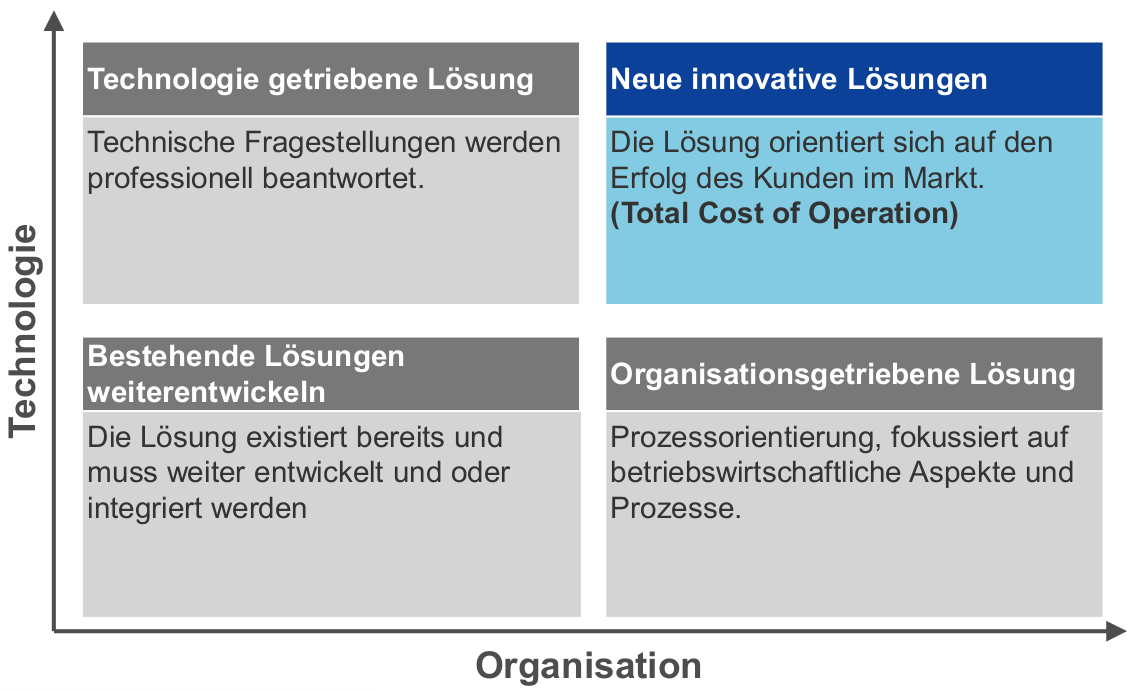 Technologie getriebene Lösung
Technische Fragestellungen werden
professionell beantwortet.
Neue innovative Lösungen
Die Lösung orientiert sich auf den
Erfolg des Kunden im Markt.
(Total Cost of Operation)
Bestehende Lösungen
weiterentwickeln
Die Lösung existiert bereits und
muss weiter entwickelt und oder
integriert werden
Organisationsgetriebene Lösung
Prozessorientierung, fokussiert auf
betriebswirtschaftliche Aspekte und
Prozesse.
Technologie
Organisation